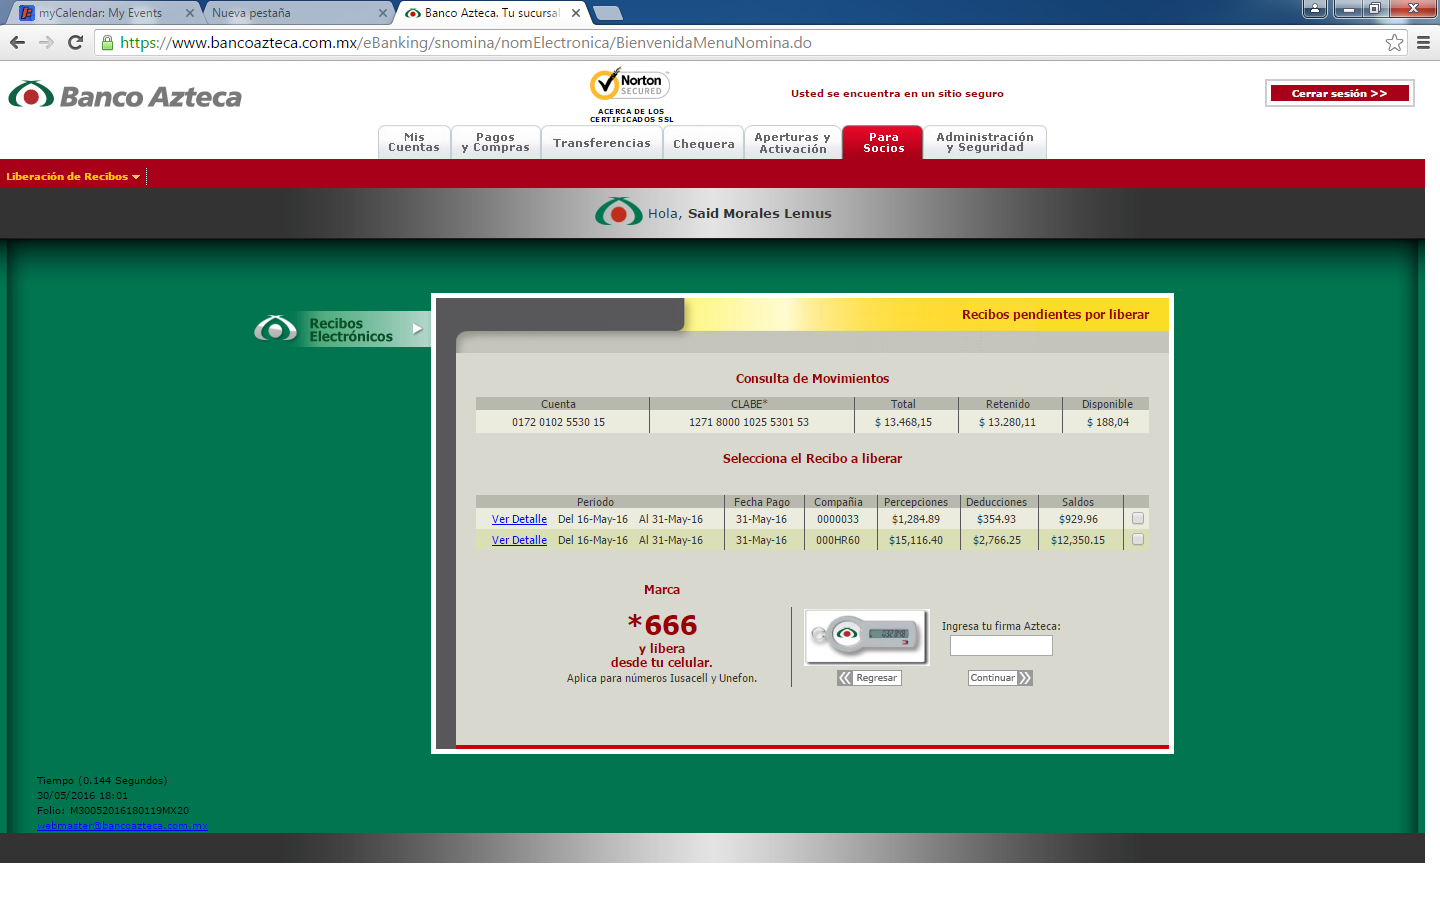 myCalendar: My Events
Nueva pestaña
Banco Azteca. Tu sucursal
https://www.bancoazteca.com.mx/eBanking/snomina/nomElectronica/BienvenidaMenuNomina.do
Banco Azteca
Norton
SECURED
ACERCA DE LOS
CERTIFICADOS SSL
Usted se encuentra en un sitio seguro
Cerrar sesión >>
Mis Cuentas
Pagos y Compras
Transferencias
Chequera
Aperturas y Activación
Para Socios
Administración y Seguridad
Liberación de Recibos
Hola, Said Morales Lemus
Recibos
Electrónicos
Recibos pendientes por liberar
Consulta de Movimientos
Cuenta CLABE* Total Retenido Disponible
0172 0102 5530 15 1271 8000 1025 5301 53 $ 13.468,15 $ 13.280,11 $ 188,04
Selecciona el Recibo a liberar
Periodo Fecha Pago Compañia Percepciones Deducciones Saldos
Ver Detalle Del 16-May-16 Al 31-May-16 31-May-16 0000033 $1,284.89 $354.93 $929.96
Ver Detalle Del 16-May-16 Al 31-May-16 31-May-16 000HR60 $15,116.40 $2,766.25 $12,350.15
Marca
*666
y libera
desde tu celular.
Aplica para números Iusacell y Unefon.
Ingresa tu firma Azteca:
Regresar
Continuar
Tiempo (0.144 Segundos)
30/05/2016 18:01
Folio: M30052016180119MX20
webmaster@bancoazteca.com.mx